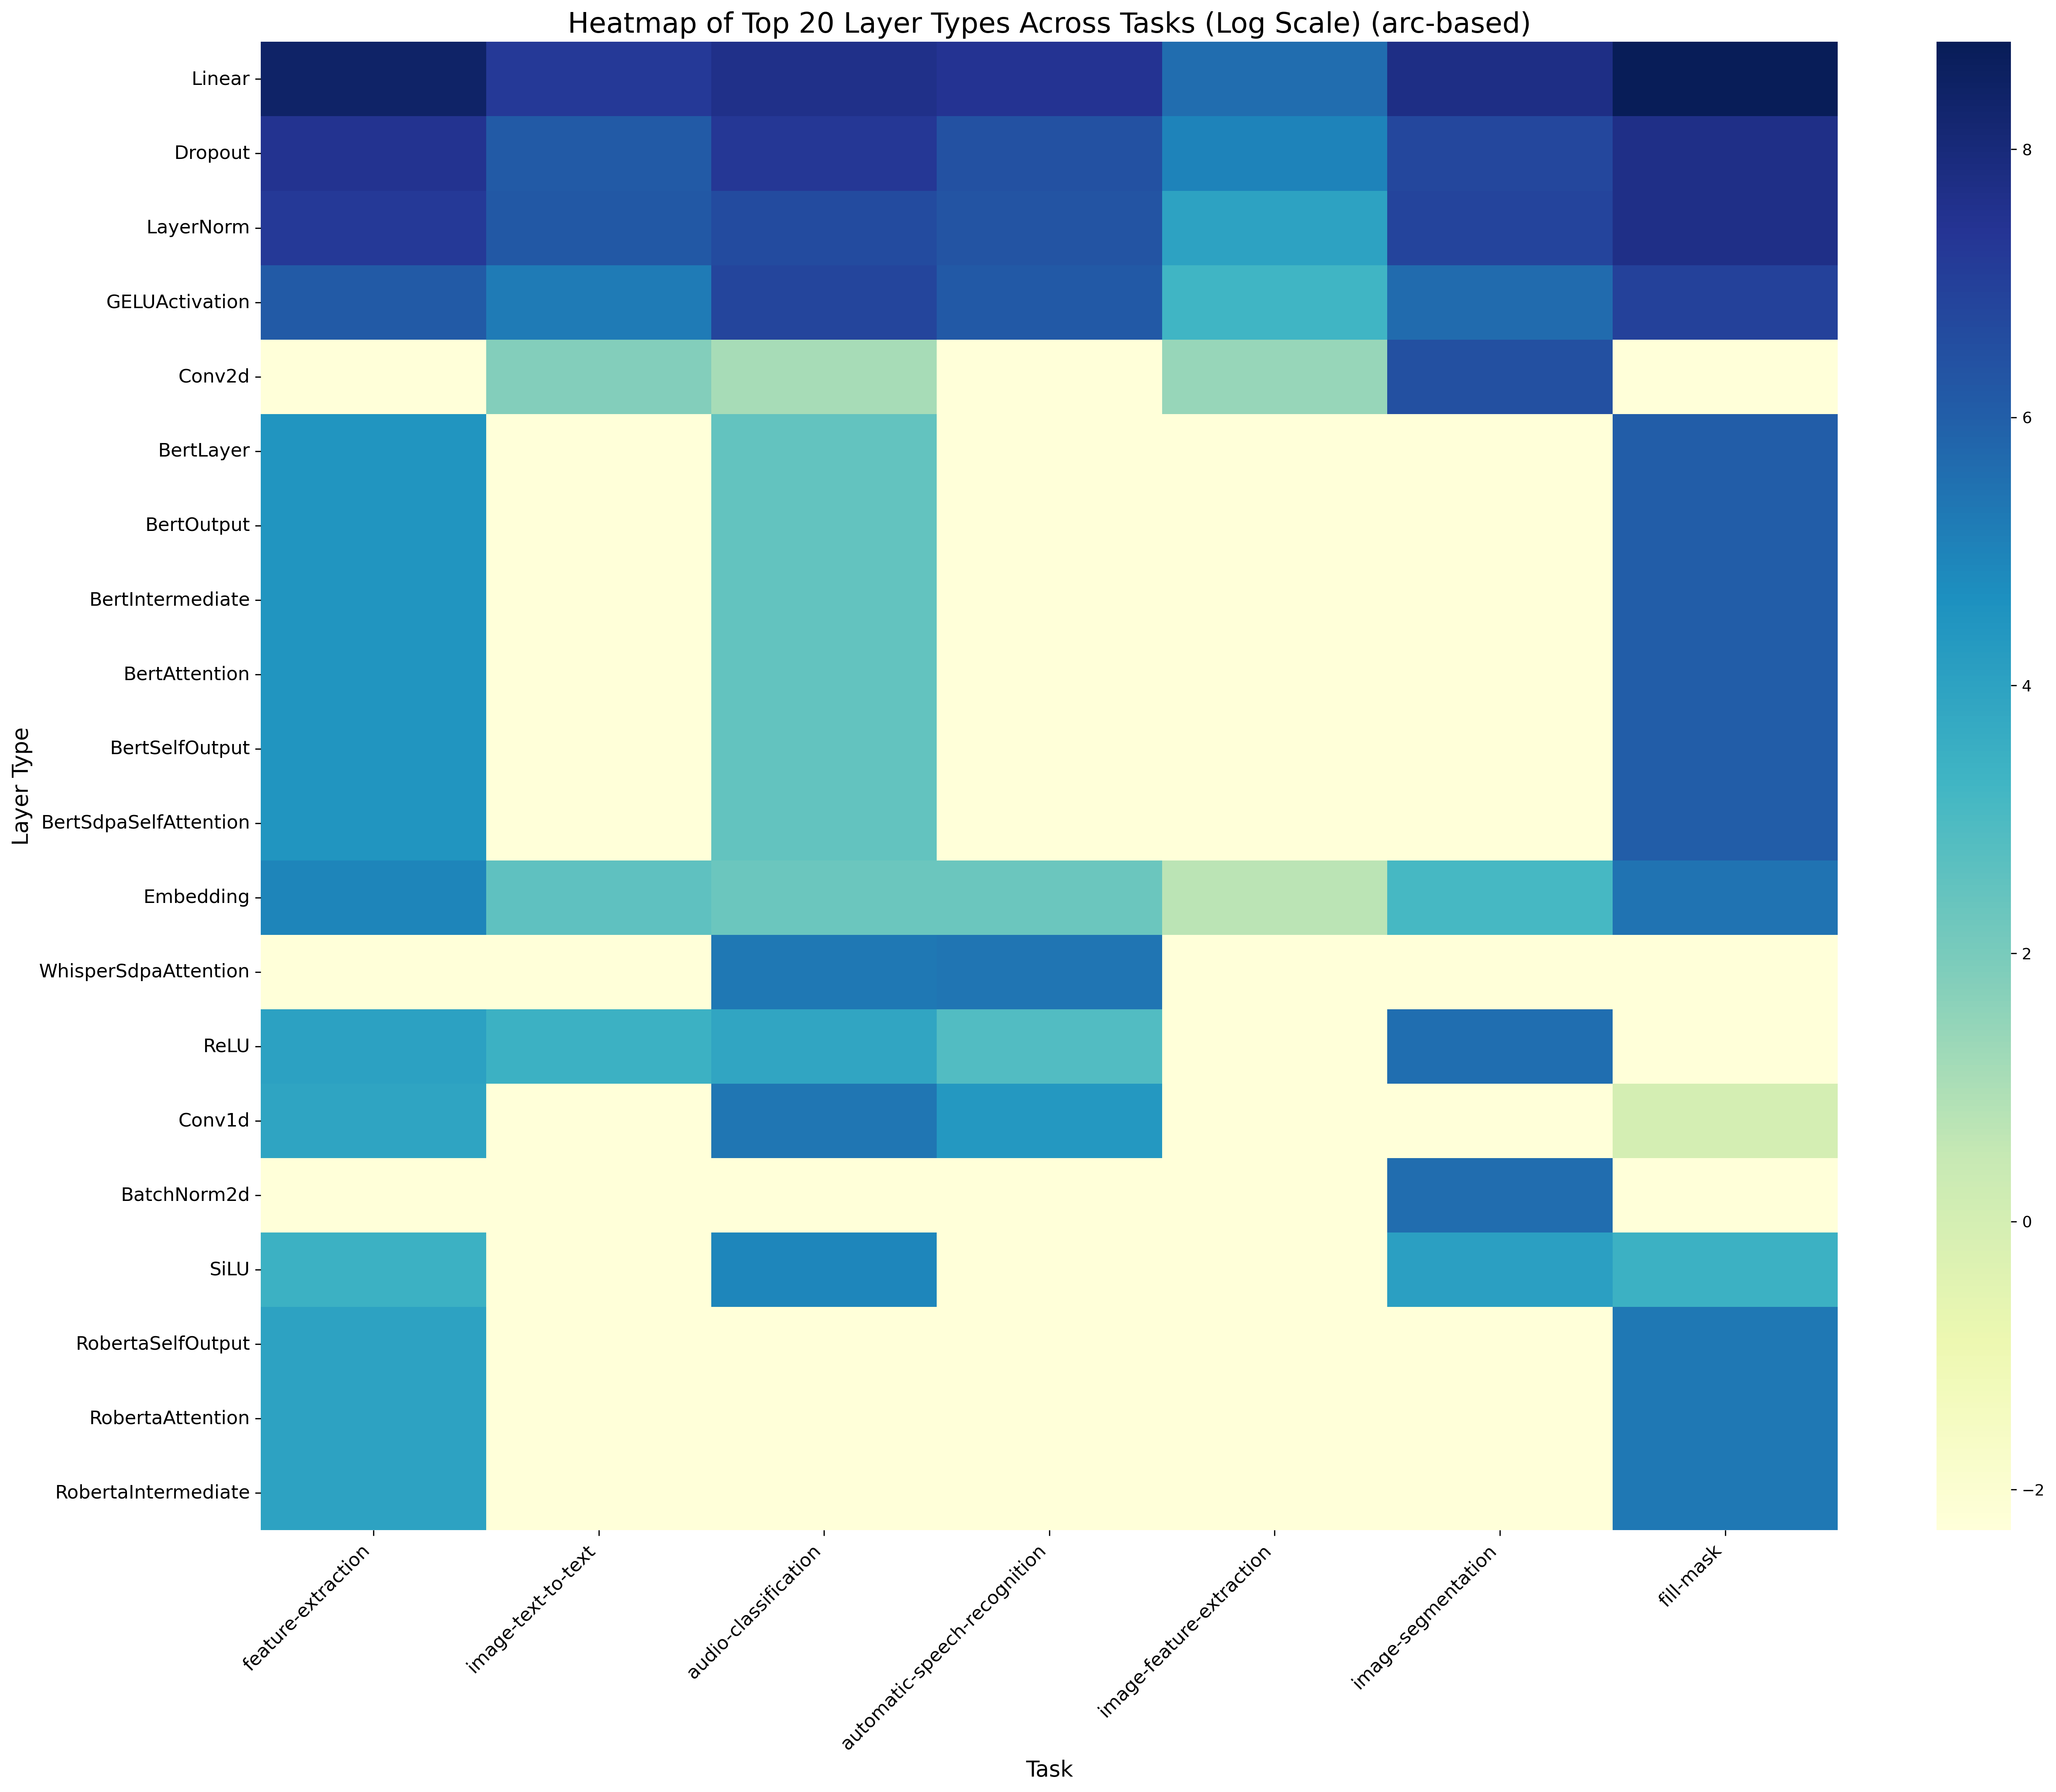 Heatmap of Top 20 Layer Types Across Tasks (Log Scale) (arc-based)
Layer Type
Linear
Dropout
LayerNorm
GELUActivation
Conv2d
BertLayer
BertOutput
BertIntermediate
BertAttention
BertSelfOutput
BertSdpaSelfAttention
Embedding
WhisperSdpaAttention
ReLU
Conv1d
BatchNorm2d
SiLU
RobertaSelfOutput
RobertaAttention
RobertaIntermediate
8
6
4
2
0
−2
feature-extraction
image-text-to-text
audio-classification
automatic-speech-recognition
image-feature-extraction
image-segmentation
fill-mask
Task